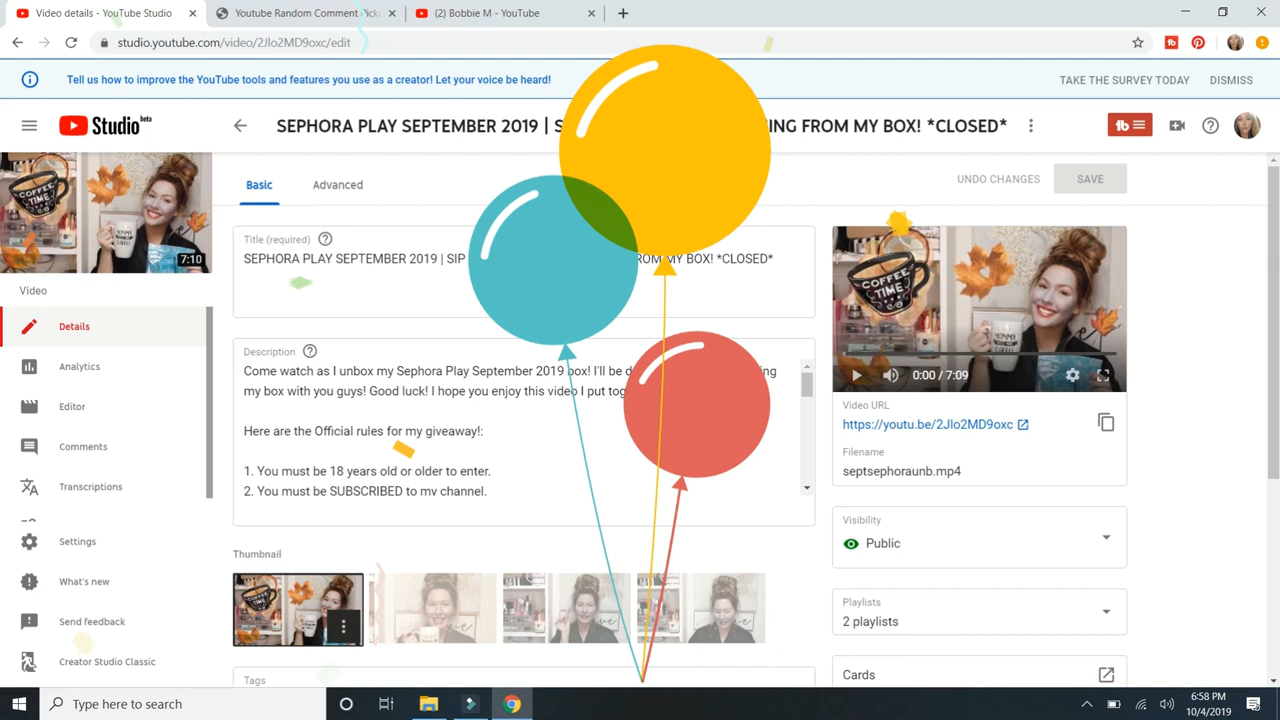 Video details - YouTube Studio
Youtube Random Comment Picke
(2) Bobbie M - YouTube
studio.youtube.com/video/2Jlo2MD9oxc/edit
Tell us how to improve the YouTube tools and features you use as a creator! Let your voice be heard!
TAKE THE SURVEY TODAY
DISMISS
Studio beta
SEPHORA PLAY SEPTEMBER 2019 | S
NG FROM MY BOX! *CLOSED*
tb
COFFEE TIME
7:10
Basic
Advanced
UNDO CHANGES
SAVE
Title (required)
SEPHORA PLAY SEPTEMBER 2019 | SIP
ROM MY BOX! *CLOSED*
Video
Details
Analytics
Editor
Comments
Transcriptions
Settings
What's new
Send feedback
Creator Studio Classic
Description
Come watch as I unbox my Sephora Play September 2019 box! I'll be d
ing
my box with you guys! Good luck! I hope you enjoy this video I put tog
Here are the Official rules for my giveaway!:
1. You must be 18 years old or older to enter.
2. You must be SUBSCRIBED to my channel.
Thumbnail
Tags
COFFEE TIME
0:00 / 7:09
Video URL
https://youtu.be/2Jlo2MD9oxc
Filename
septsephoraunb.mp4
Visibility
Public
Playlists
2 playlists
Cards
Type here to search
6:58 PM
10/4/2019